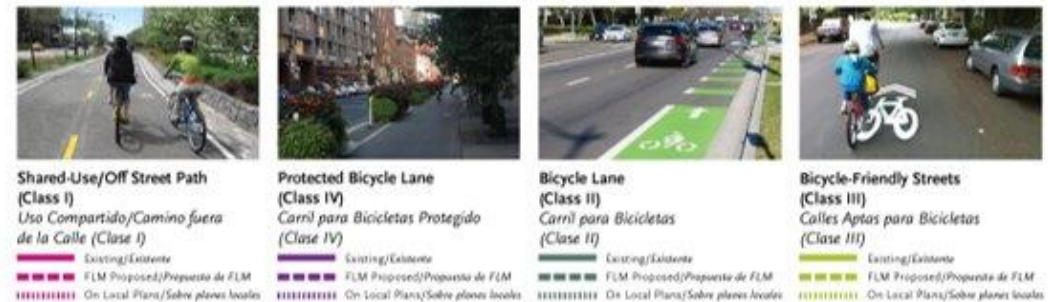 Shared-Use/Off Street Path
(Class I)
Uso Compartido/Camino fuera
de la Calle (Clase I)
Existing/Existente
FLM Proposed/Propuesta de FLM
On Local Plans/Sobre planes locales
Protected Bicycle Lane
(Class IV)
Carril para Bicicletas Protegido
(Clase IV)
Existing/Existente
FLM Proposed/Propuesta de FLM
On Local Plans/Sobre planes locales
Bicycle Lane
(Class II)
Carril para Bicicletas
(Clase II)
Existing/Existente
FLM Proposed/Propuesta de FLM
On Local Plans/Sobre planes locales
Bicycle-Friendly Streets
(Class III)
Calles Aptas para Bicicletas
(Clase III)
Existing/Existente
FLM Proposed/Propuesta de FLM
On Local Plans/Sobre planes locales